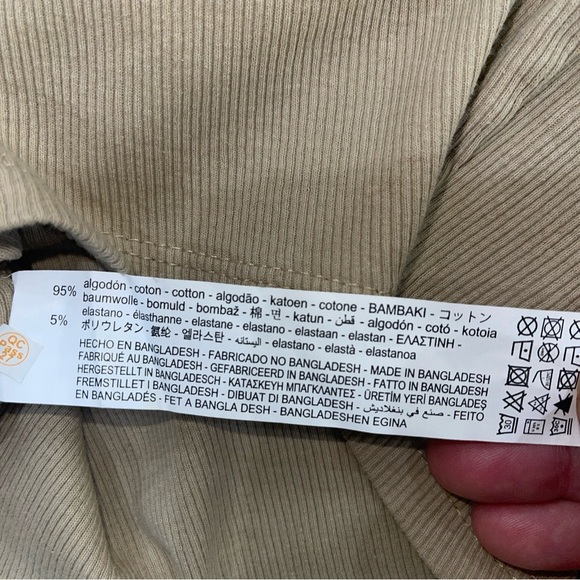 95% algodón - coton - cotton - algodão - katoen - cotone - BAMBAKI - コットン
baumwolle - bomuld - bombaž - 棉 - 면 - katun - قطن - algodón - cotó - kotoia
5% elastano - élasthanne - elastane - elastano - elastaan - elastan - ΕΛΑΣΤΙΝΗ -
ポリウレタン - 氨纶 - 엘라스탄 - اليستانه - elastano - elastà - elastanoa
HECHO EN BANGLADESH - FABRICADO NO BANGLADESH - MADE IN BANGLADESH
FABRIQUÉ AU BANGLADESH - GEFABRICEERD IN BANGLADESH - FATTO IN BANGLADESH
HERGESTELLT IN BANGLADESCH - ΚΑΤΑΣΚΕΥΗ ΜΠΑΓΚΛΑΝΤΕΣ - ÜRETİM YERİ BANGLADEŞ
FREMSTILLET I BANGLADESH - DIBUAT DI BANGLADESH - صنع في بنغلاديش - FEITO
EN BANGLADÉS - FET A BANGLA DESH - BANGLADESHEN EGINA
30
QC